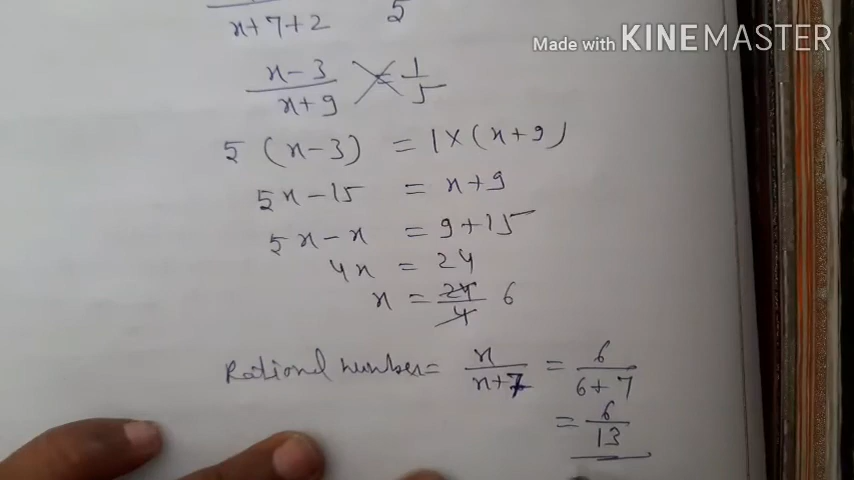 Made with KINEMASTER
x+7+2 5
x-3 / x+9 = 1/5
5 (x-3) = 1×(x+9)
5x-15 = x+9
5x-x = 9+15
4x = 24
x = 24/4 6
Rational number = x/x+7 = 6/6+7
= 6/13